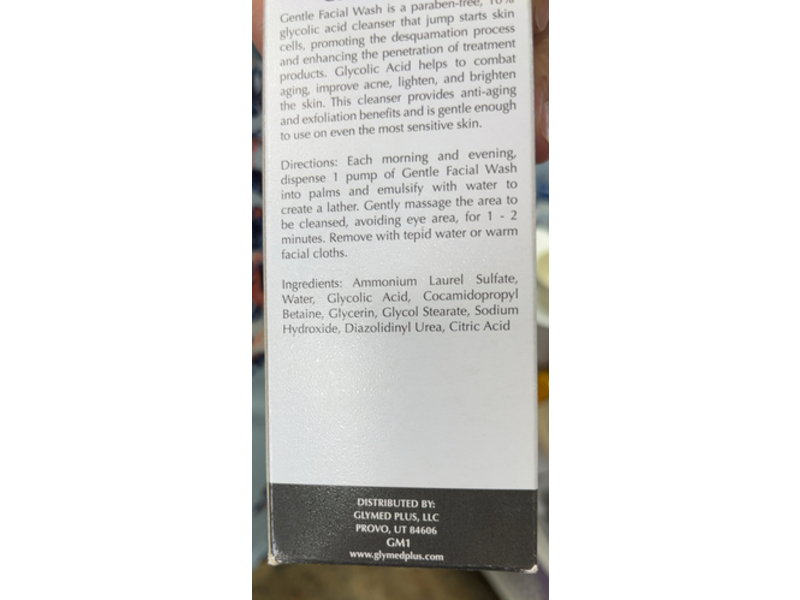 Gentle Facial Wash is a paraben-free, 10%
glycolic acid cleanser that jump starts skin
cells, promoting the desquamation process
and enhancing the penetration of treatment
products. Glycolic Acid helps to combat
aging, improve acne, lighten, and brighten
the skin. This cleanser provides anti-aging
and exfoliation benefits and is gentle enough
to use on even the most sensitive skin.
Directions: Each morning and evening,
dispense 1 pump of Gentle Facial Wash
into palms and emulsify with water to
create a lather. Gently massage the area to
be cleansed, avoiding eye area, for 1 - 2
minutes. Remove with tepid water or warm
facial cloths.
Ingredients: Ammonium Laurel Sulfate,
Water, Glycolic Acid, Cocamidopropyl
Betaine, Glycerin, Glycol Stearate, Sodium
Hydroxide, Diazolidinyl Urea, Citric Acid
DISTRIBUTED BY:
GLYMED PLUS, LLC
PROVO, UT 84606
GM1
www.glymedplus.com